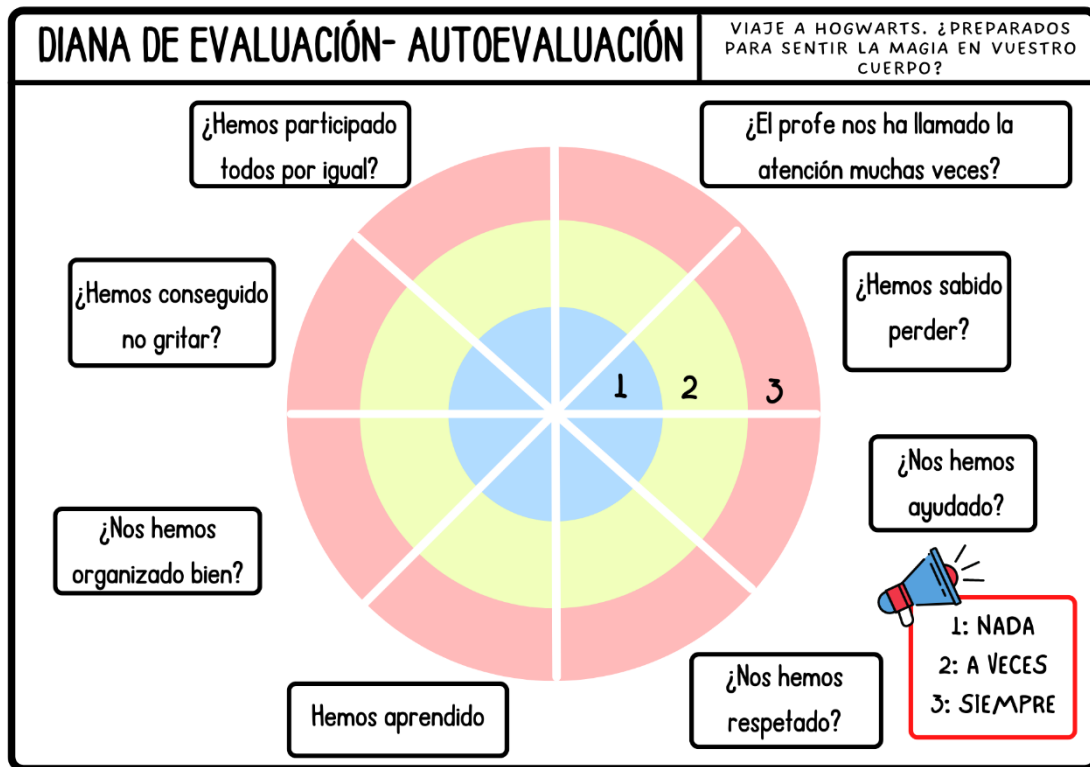 DIANA DE EVALUACIÓN- AUTOEVALUACIÓN
VIAJE A HOGWARTS. ¿PREPARADOS
PARA SENTIR LA MAGIA EN VUESTRO
CUERPO?
¿Hemos participado
todos por igual?
¿El profe nos ha llamado la
atención muchas veces?
¿Hemos conseguido
no gritar?
¿Hemos sabido
perder?
1 2 3
¿Nos hemos
ayudado?
¿Nos hemos
organizado bien?
1: NADA
2: A VECES
3: SIEMPRE
¿Nos hemos
respetado?
Hemos aprendido